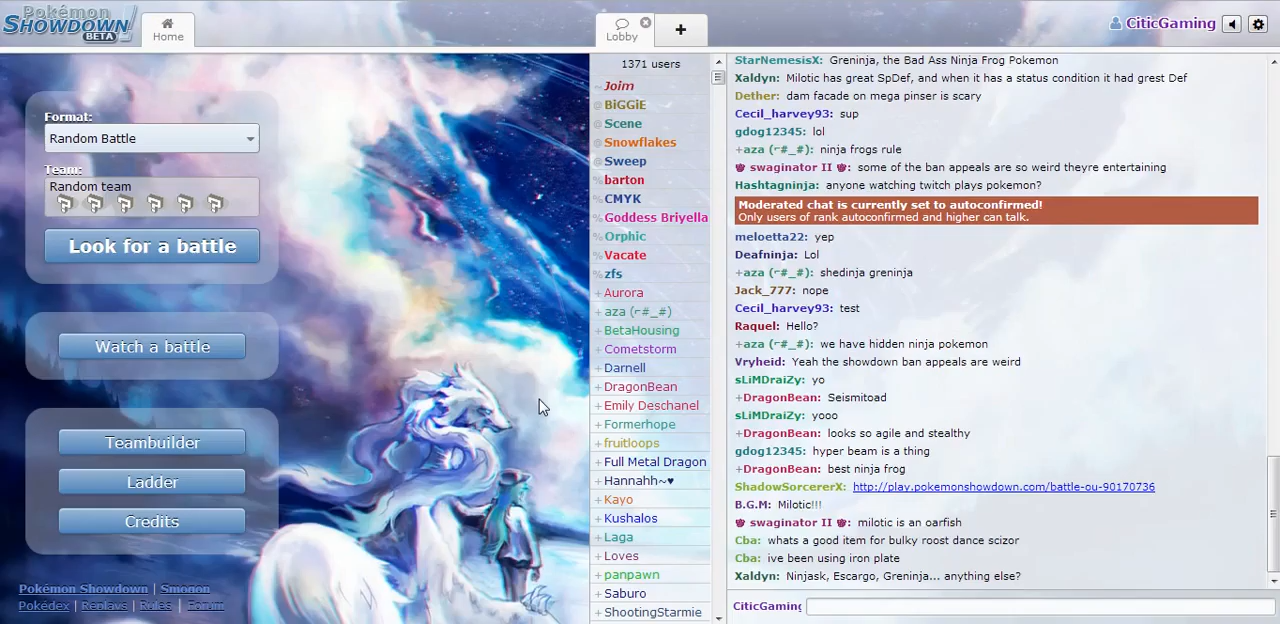 Pokémon
SHOWDOWN
BETA
Home
Lobby
+
CiticGaming
Format:
Random Battle
Team:
Random team
Look for a battle
Watch a battle
Teambuilder
Ladder
Credits
Pokémon Showdown | Smogon
Pokédex | Replays | Rules | Forum
1371 users
~ Joim
@ BiGGiE
@ Scene
@ Snowflakes
@ Sweep
% barton
% CMYK
% Goddess Briyella
% Orphic
% Vacate
% zfs
+ Aurora
+ aza (⌐#_#)
+ BetaHousing
+ Cometstorm
+ Darnell
+ DragonBean
+ Emily Deschanel
+ Formerhope
+ fruitloops
+ Full Metal Dragon
+ Hannahh~♥
+ Kayo
+ Kushalos
+ Laga
+ Loves
+ panpawn
+ Saburo
+ ShootingStarmie
StarNemesisX: Greninja, the Bad Ass Ninja Frog Pokemon
Xaldyn: Milotic has great SpDef, and when it has a status condition it had grest Def
Dether: dam facade on mega pinser is scary
Cecil_harvey93: sup
gdog12345: lol
+aza (⌐#_#): ninja frogs rule
swaginator II : some of the ban appeals are so weird theyre entertaining
Hashtagninja: anyone watching twitch plays pokemon?
Moderated chat is currently set to autoconfirmed!
Only users of rank autoconfirmed and higher can talk.
meloetta22: yep
Deafninja: Lol
+aza (⌐#_#): shedinja greninja
Jack_777: nope
Cecil_harvey93: test
Raquel: Hello?
+aza (⌐#_#): we have hidden ninja pokemon
Vryheid: Yeah the showdown ban appeals are weird
sLiMDraiZy: yo
+DragonBean: Seismitoad
sLiMDraiZy: yooo
+DragonBean: looks so agile and stealthy
gdog12345: hyper beam is a thing
+DragonBean: best ninja frog
ShadowSorcererX: http://play.pokemonshowdown.com/battle-ou-90170736
B.G.M: Milotic!!!
swaginator II : milotic is an oarfish
Cba: whats a good item for bulky roost dance scizor
Cba: ive been using iron plate
Xaldyn: Ninjask, Escargo, Greninja... anything else?
CiticGaming